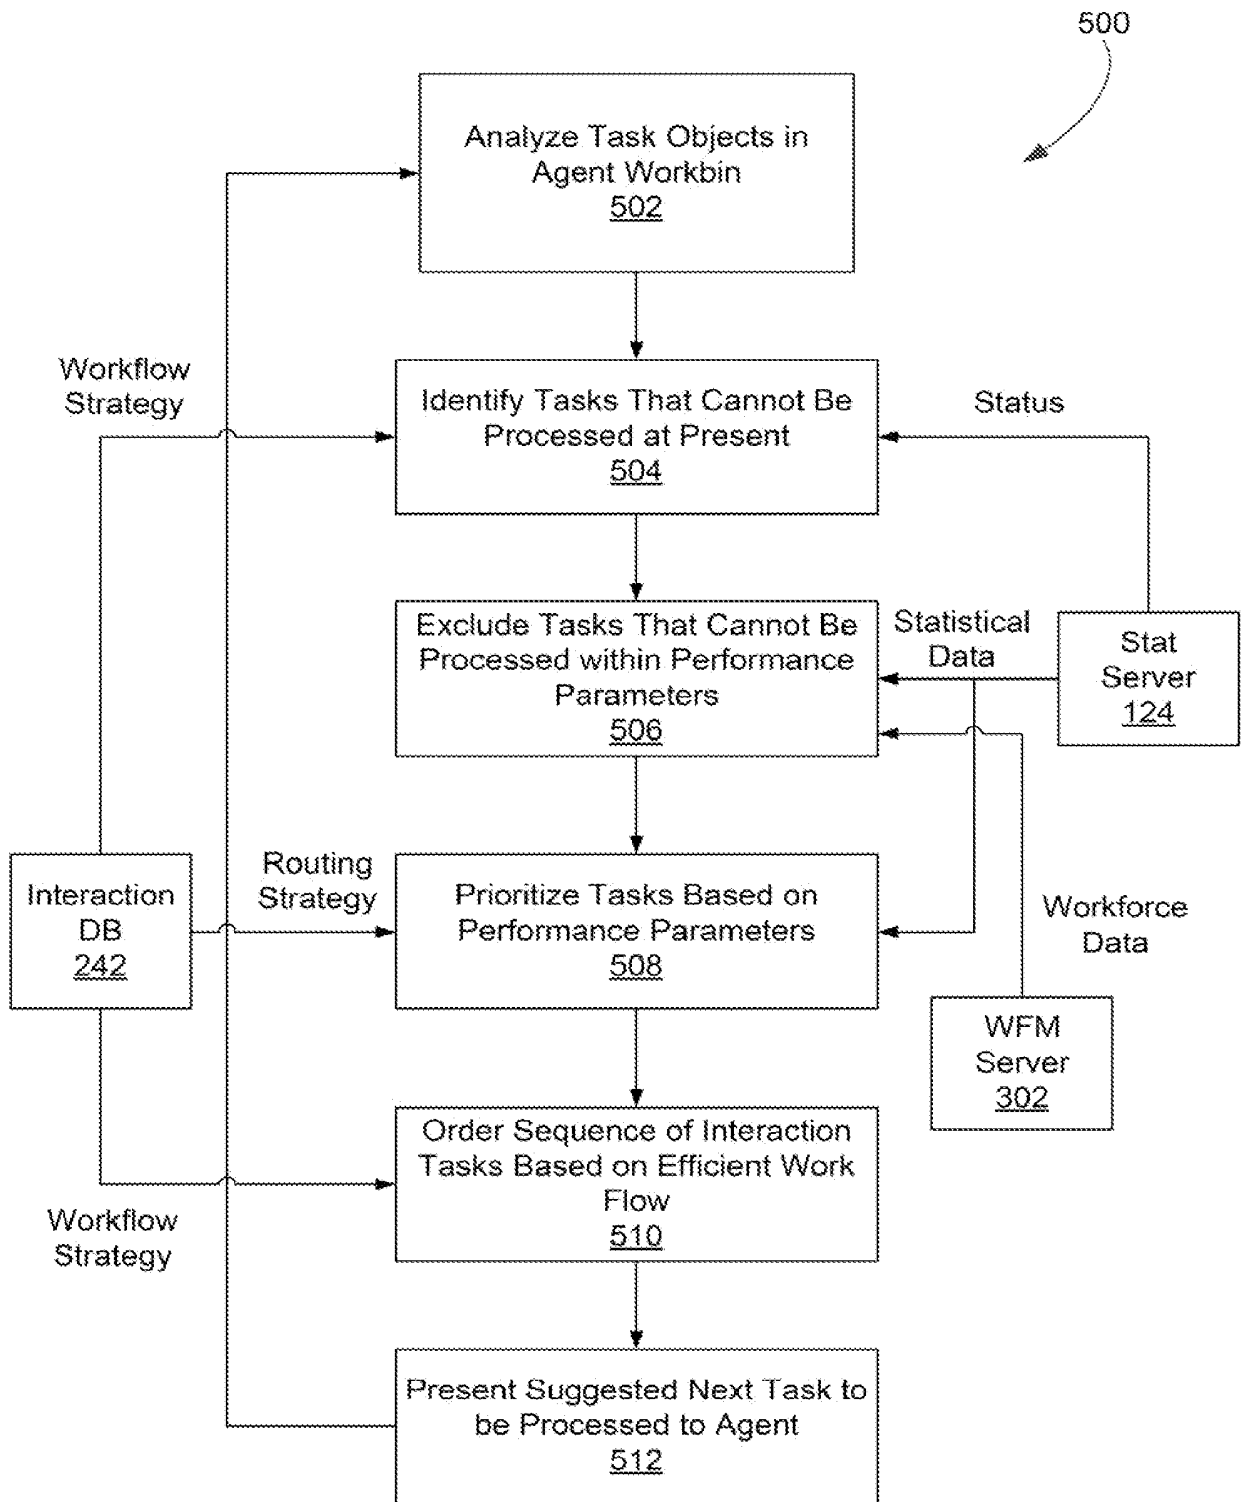 500
Analyze Task Objects in
Agent Workbin
502
Workflow
Strategy
Identify Tasks That Cannot Be
Processed at Present
504
Status
Exclude Tasks That Cannot Be
Processed within Performance
Parameters
506
Statistical
Data
Stat
Server
124
Interaction
DB
242
Routing
Strategy
Prioritize Tasks Based on
Performance Parameters
508
Workforce
Data
WFM
Server
302
Order Sequence of Interaction
Tasks Based on Efficient Work
Flow
510
Workflow
Strategy
Present Suggested Next Task to
be Processed to Agent
512